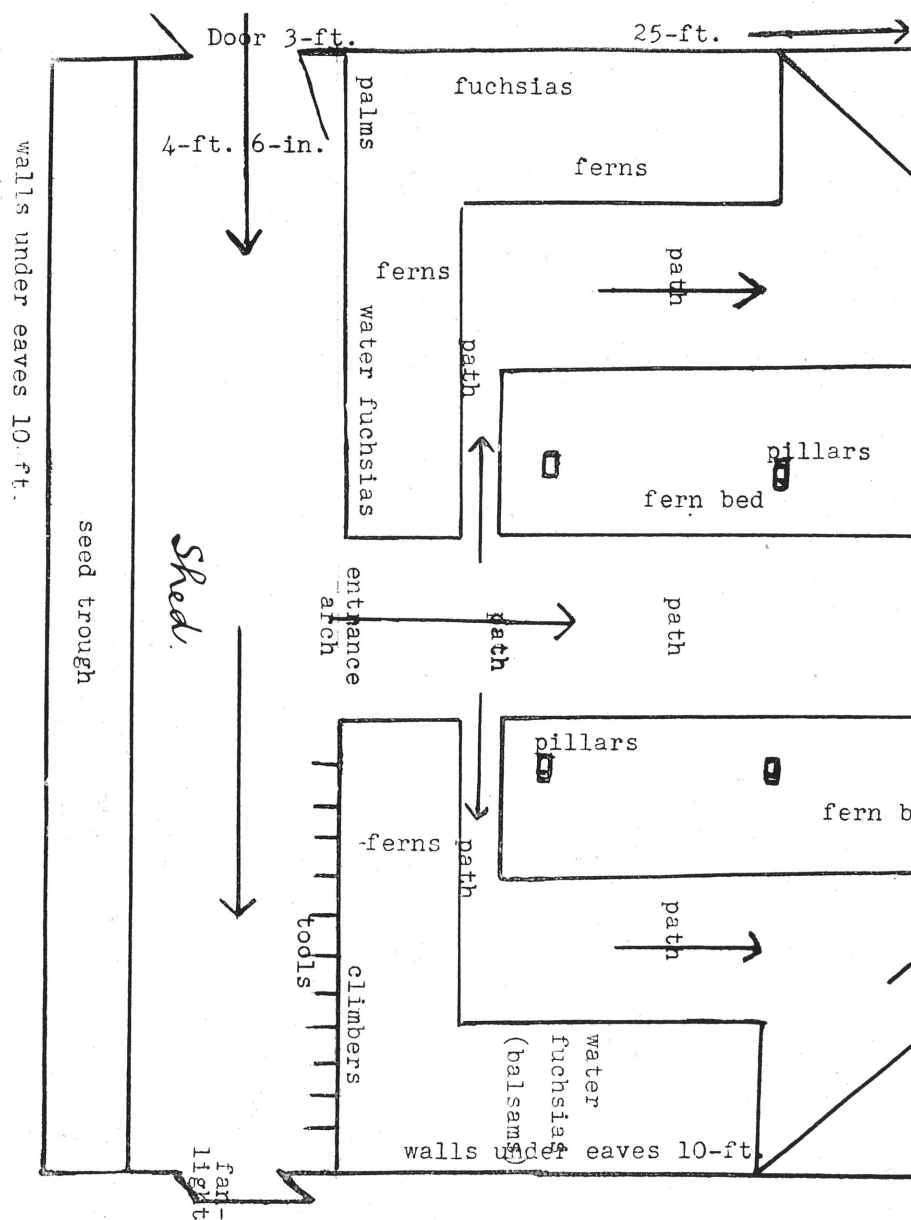 Door 3-ft.
25-ft.
fuchsias
palms
4-ft. 6-in.
ferns
walls under eaves 10-ft.
ferns
path
water fuchsias
path
pillars
fern bed
seed trough
Shed.
entrance
arch
path
path
pillars
fern b
ferns
path
path
tools
climbers
water
fuchsias
(balsams)
walls under eaves 10-ft.
fan-
light